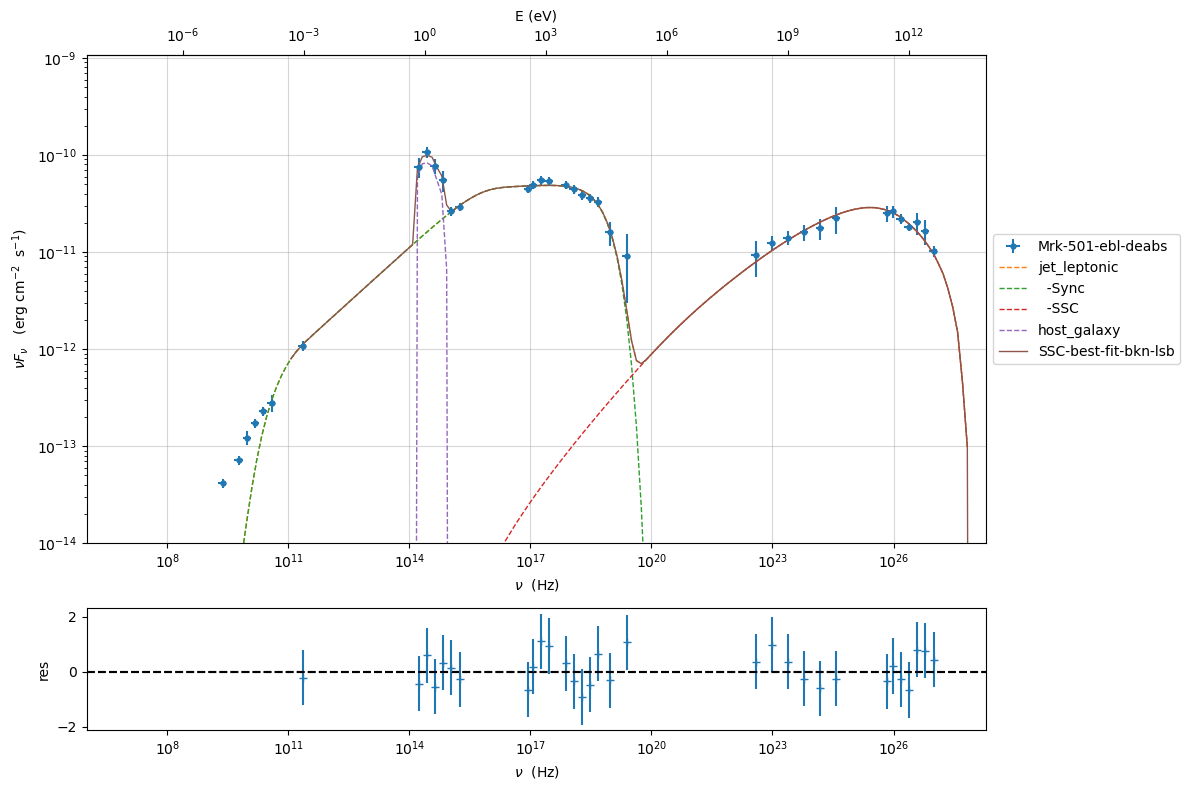 E (eV)
10⁻⁶ 10⁻³ 10⁰ 10³ 10⁶ 10⁹ 10¹²
10⁻⁹
10⁻¹⁰
10⁻¹¹
10⁻¹²
10⁻¹³
10⁻¹⁴
νFᵥ (erg cm⁻² s⁻¹)
Mrk-501-ebl-deabs
jet_leptonic
-Sync
-SSC
host_galaxy
SSC-best-fit-bkn-lsb
10⁸ 10¹¹ 10¹⁴ 10¹⁷ 10²⁰ 10²³ 10²⁶
ν (Hz)
2
0
−2
res
10⁸ 10¹¹ 10¹⁴ 10¹⁷ 10²⁰ 10²³ 10²⁶
ν (Hz)